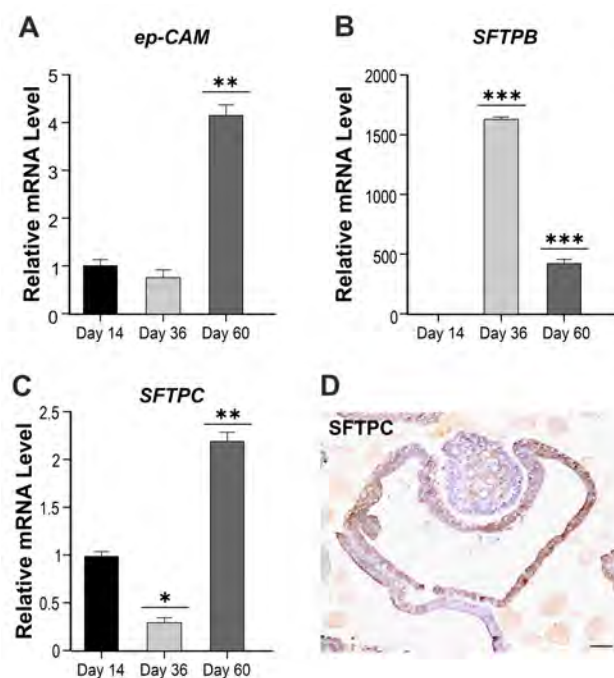 A
ep-CAM
Relative mRNA Level
5
4
4
2
1
0
**
Day 14 Day 36 Day 60
B
SFTPB
Relative mRNA Level
2000
1500
1000
500
0
***
***
Day 14 Day 36 Day 60
C
SFTPC
Relative mRNA Level
2.5
2
1.5
1
0.5
0
*
**
Day 14 Day 36 Day 60
D
SFTPC